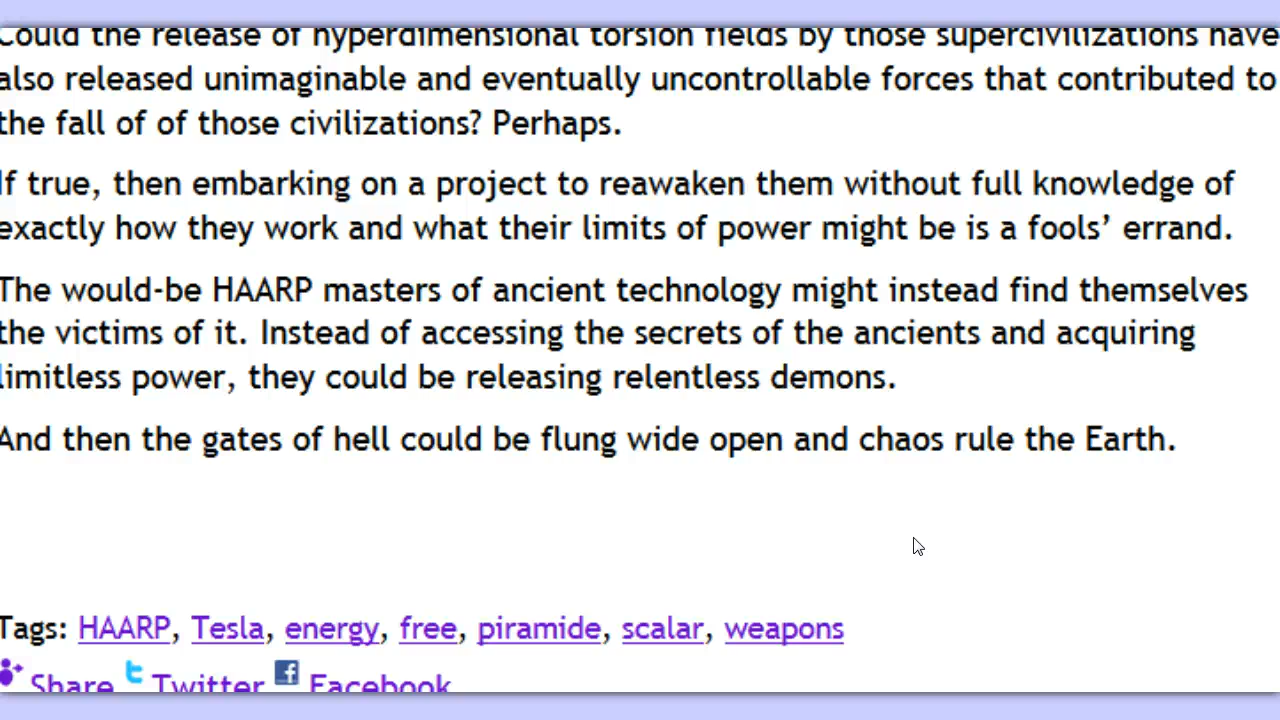 Could the release of hyperdimensional torsion fields by those supercivilizations have
also released unimaginable and eventually uncontrollable forces that contributed to
the fall of of those civilizations? Perhaps.
If true, then embarking on a project to reawaken them without full knowledge of
exactly how they work and what their limits of power might be is a fools’ errand.
The would-be HAARP masters of ancient technology might instead find themselves
the victims of it. Instead of accessing the secrets of the ancients and acquiring
limitless power, they could be releasing relentless demons.
And then the gates of hell could be flung wide open and chaos rule the Earth.
Tags: HAARP, Tesla, energy, free, piramide, scalar, weapons
Share Twitter Facebook